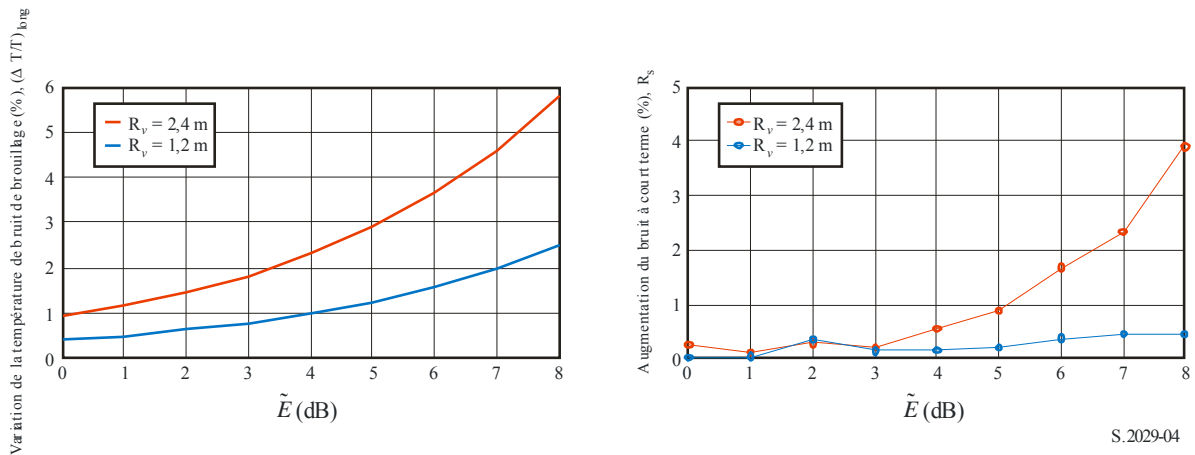 Variation de la température de bruit de brouillage (%), (Δ T/T) long
6
5
4
3
2
1
0
R_v = 2,4 m
R_v = 1,2 m
0 1 2 3 4 5 6 7 8
Ẽ (dB)
Augmentation du bruit à court terme (%), R_s
5
4
3
2
1
0
R_v = 2,4 m
R_v = 1,2 m
0 1 2 3 4 5 6 7 8
Ẽ (dB)
S.2029-04